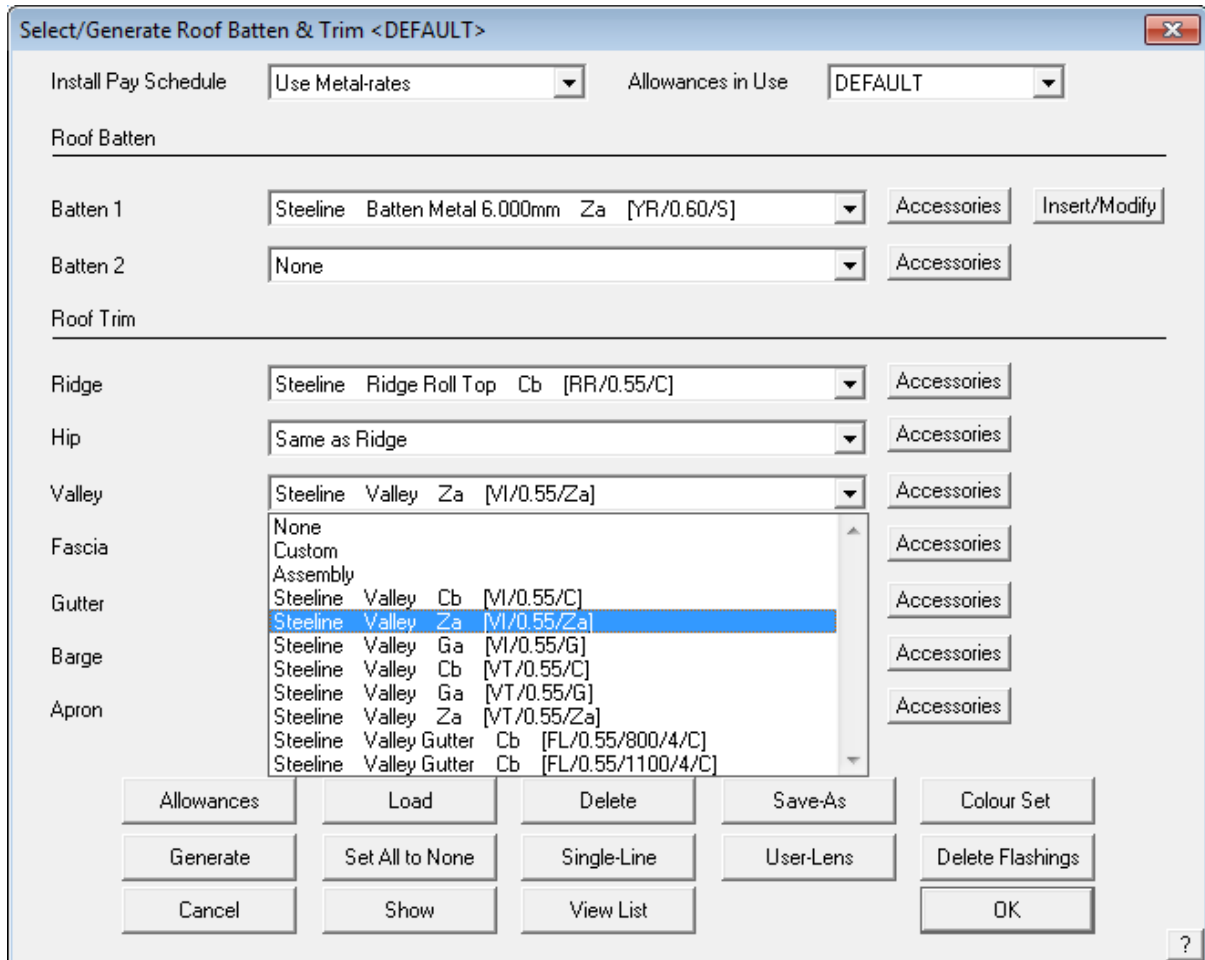 Select/Generate Roof Batten & Trim <DEFAULT>
Install Pay Schedule Use Metal-rates Allowances in Use DEFAULT
Roof Batten
Batten 1 Steeline Batten Metal 6.000mm Za [YR/0.60/S] Accessories Insert/Modify
Batten 2 None Accessories
Roof Trim
Ridge Steeline Ridge Roll Top Cb [RR/0.55/C] Accessories
Hip Same as Ridge Accessories
Valley Steeline Valley Za [VI/0.55/Za] Accessories
None
Fascia Custom Accessories
Assembly
Gutter Steeline Valley Cb [VI/0.55/C] Accessories
Steeline Valley Za [VI/0.55/Za]
Steeline Valley Ga [VI/0.55/G]
Barge Steeline Valley Cb [VT/0.55/C] Accessories
Steeline Valley Ga [VT/0.55/G]
Apron Steeline Valley Za [VT/0.55/Za] Accessories
Steeline Valley Gutter Cb [FL/0.55/800/4/C]
Steeline Valley Gutter Cb [FL/0.55/1100/4/C]
Allowances Load Delete Save-As Colour Set
Generate Set All to None Single-Line User-Lens Delete Flashings
Cancel Show View List OK
?